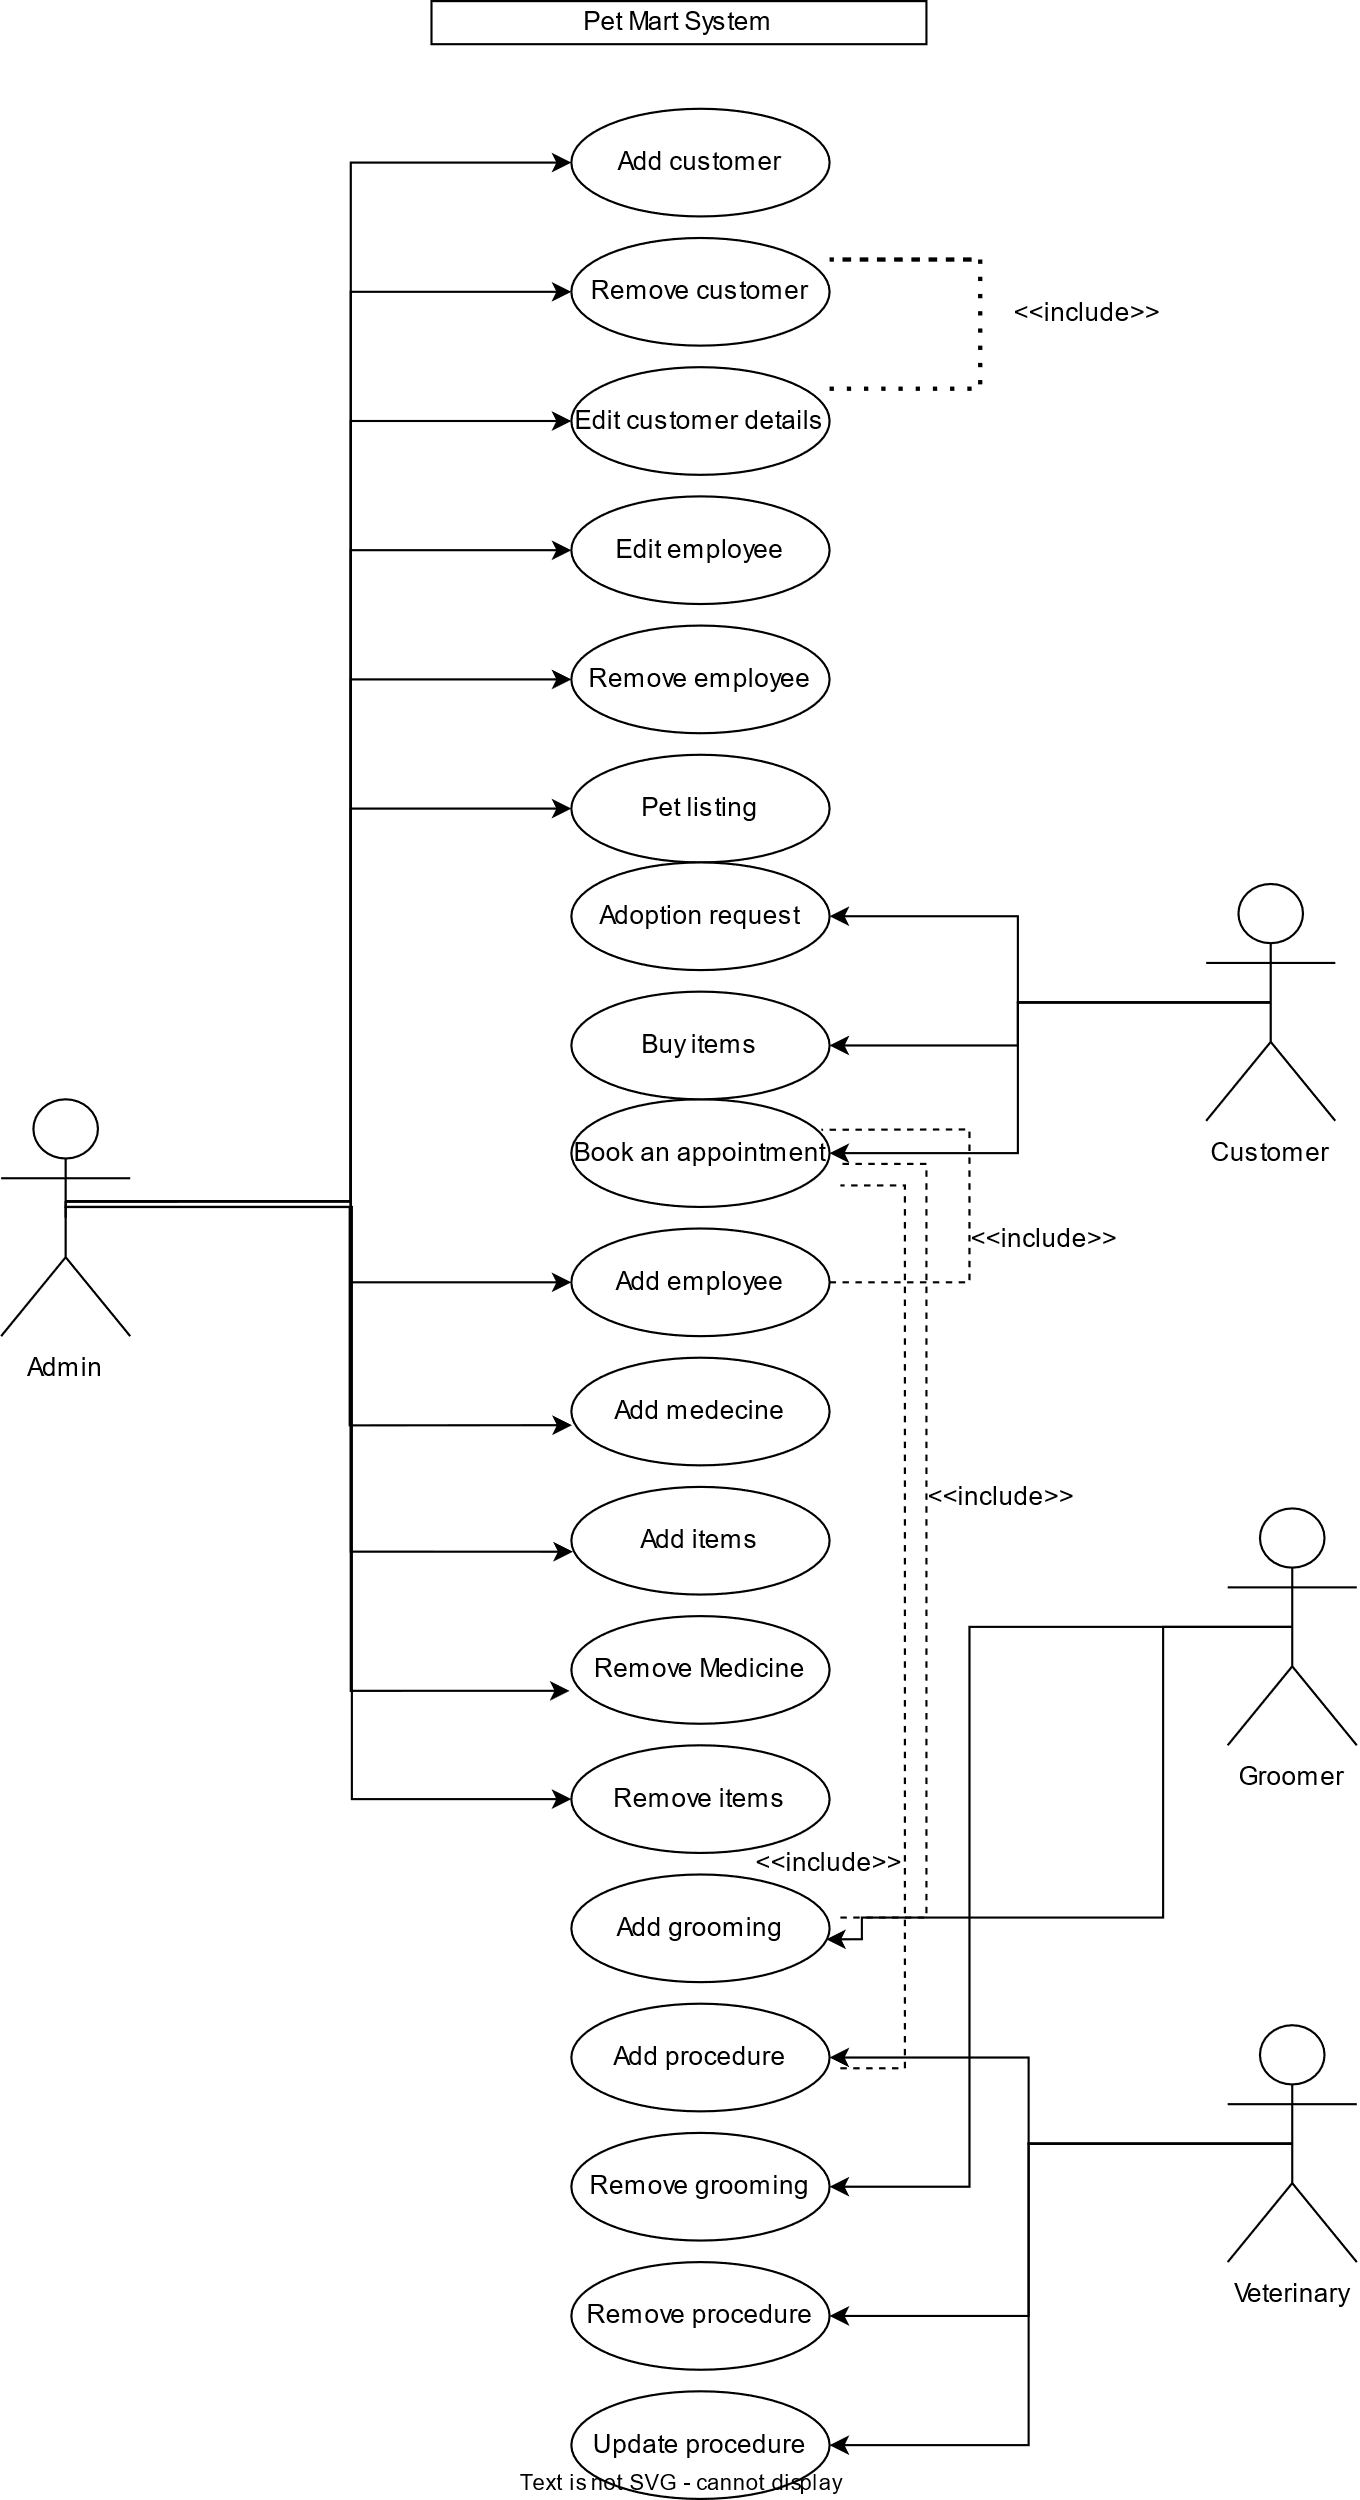 Pet Mart System
Add customer
Remove customer
<<include>>
Edit customer details
Edit employee
Remove employee
Pet listing
Adoption request
Buy items
Book an appointment
Customer
<<include>>
Add employee
Admin
Add medecine
<<include>>
Add items
Remove Medicine
Groomer
Remove items
<<include>>
Add grooming
Add procedure
Remove grooming
Veterinary
Remove procedure
Update procedure
Text is not SVG - cannot display